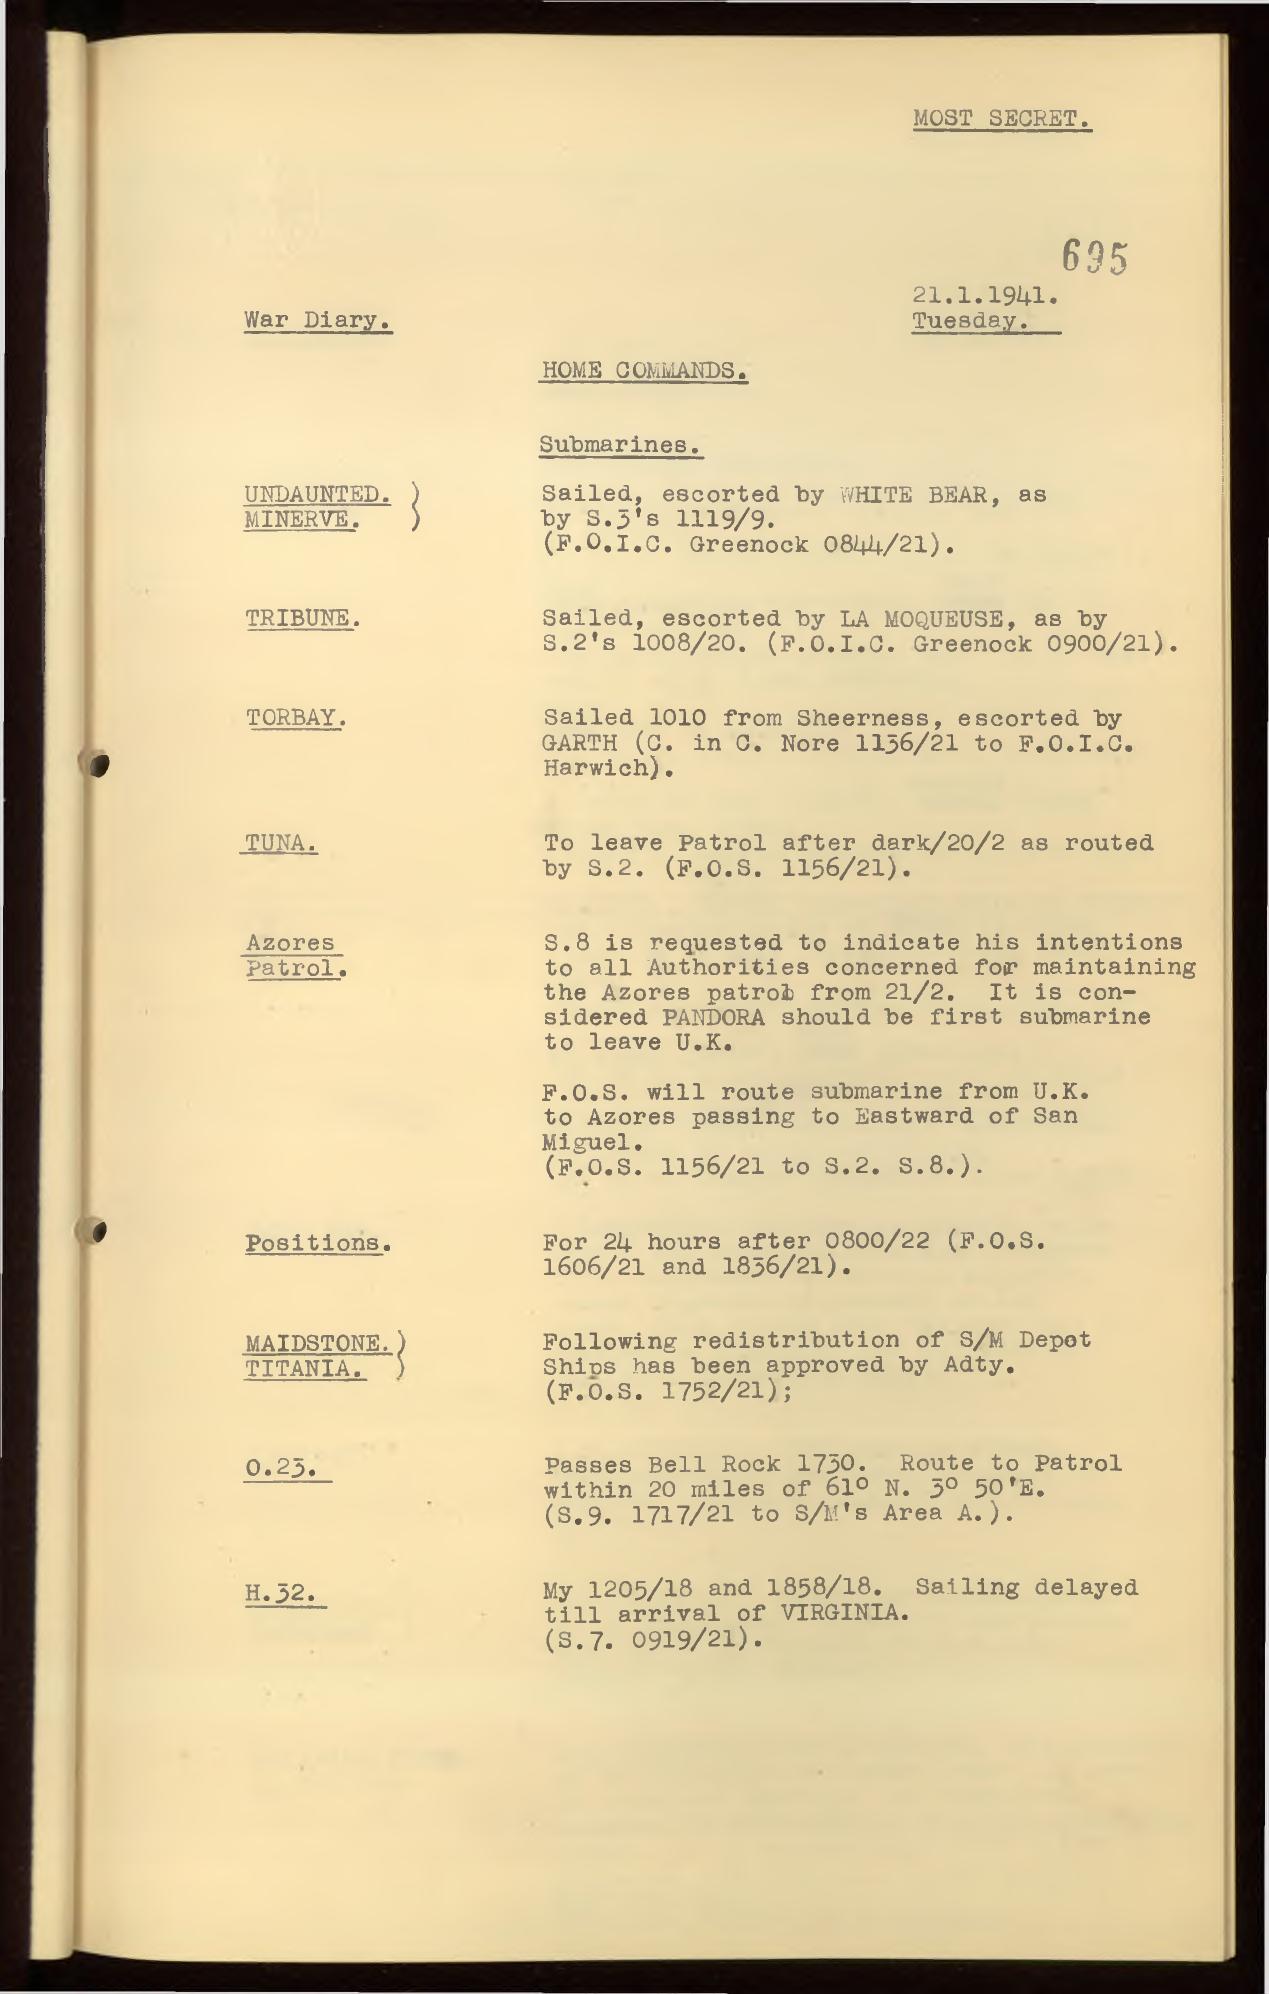 MOST SECRET.
695
21.1.1941.
War Diary.
Tuesday.
HOME COMMANDS.
Submarines.
UNDAUNTED. )
MINERVE. )
Sailed, escorted by WHITE BEAR, as
by S.3's 1119/9.
(F.O.I.C. Greenock 0844/21).
TRIBUNE.
Sailed, escorted by LA MOQUEUSE, as by
S.2's 1008/20. (F.O.I.C. Greenock 0900/21).
TORBAY.
Sailed 1010 from Sheerness, escorted by
GARTH (C. in C. Nore 1136/21 to F.O.I.C.
Harwich).
TUNA.
To leave Patrol after dark/20/2 as routed
by S.2. (F.O.S. 1156/21).
Azores
Patrol.
S.8 is requested to indicate his intentions
to all Authorities concerned for maintaining
the Azores patrol from 21/2. It is con-
sidered PANDORA should be first submarine
to leave U.K.
F.O.S. will route submarine from U.K.
to Azores passing to Eastward of San
Miguel.
(F.O.S. 1156/21 to S.2. S.8.).
Positions.
For 24 hours after 0800/22 (F.O.S.
1606/21 and 1836/21).
MAIDSTONE.)
TITANIA. )
Following redistribution of S/M Depot
Ships has been approved by Adty.
(F.O.S. 1752/21);
O.23.
Passes Bell Rock 1730. Route to Patrol
within 20 miles of 61° N. 3° 50'E.
(S.9. 1717/21 to S/M's Area A.).
H.32.
My 1205/18 and 1858/18. Sailing delayed
till arrival of VIRGINIA.
(S.7. 0919/21).